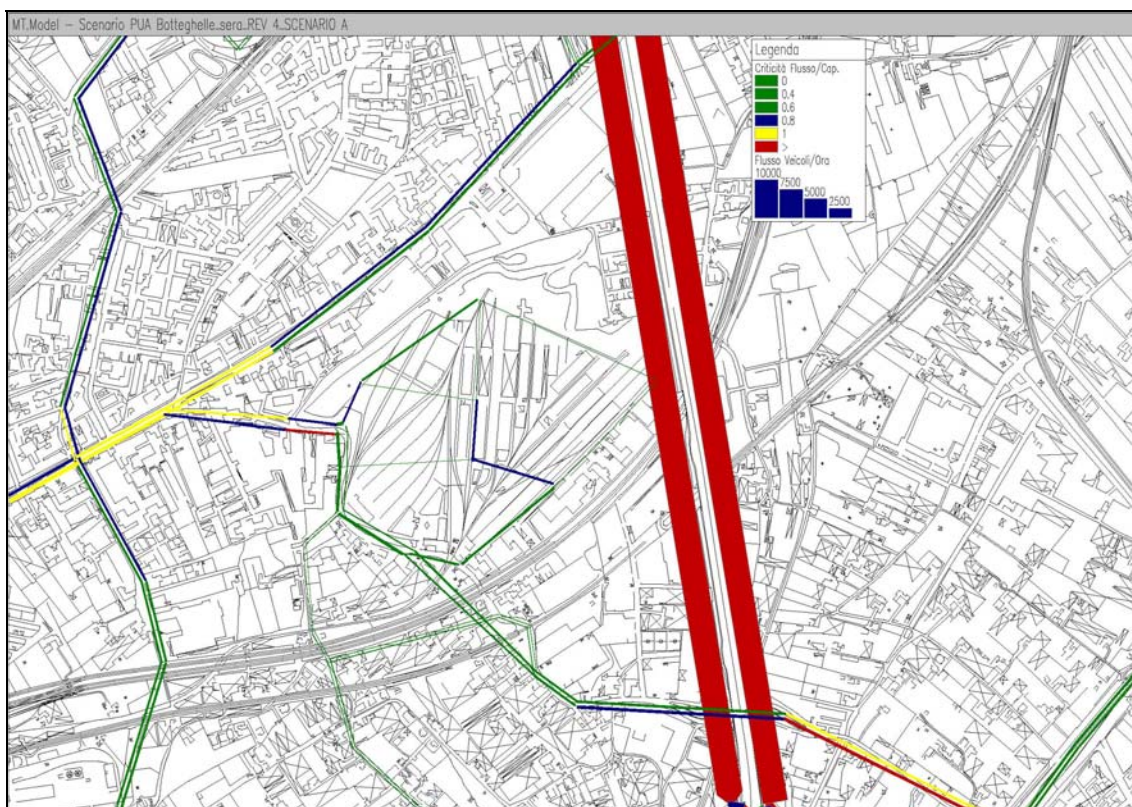 MT.Model - Scenario PUA Botteghelle_sera_REV 4_SCENARIO A
Legenda
Criticità Flusso/Cap.
0
0.4
0.6
0.8
1
>
Flusso Veicoli/Ora
10000
7500
5000
2500